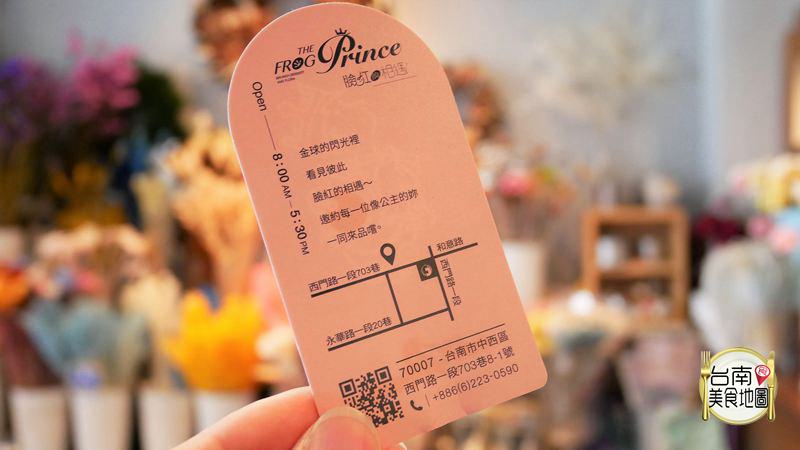 THE
FROG Prince
臉紅的相遇
Open
8:00 AM — 5:30 PM
金球的閃光裡
看見彼此
臉紅的相遇～
邀約每一位像公主的妳
一同來品嚐。
和意路
西門路一段703巷
西門路一段
永華路一段20巷
70007 - 台南市中西區
西門路一段703巷8-1號
+886(6)223-0590
台南
美食地圖